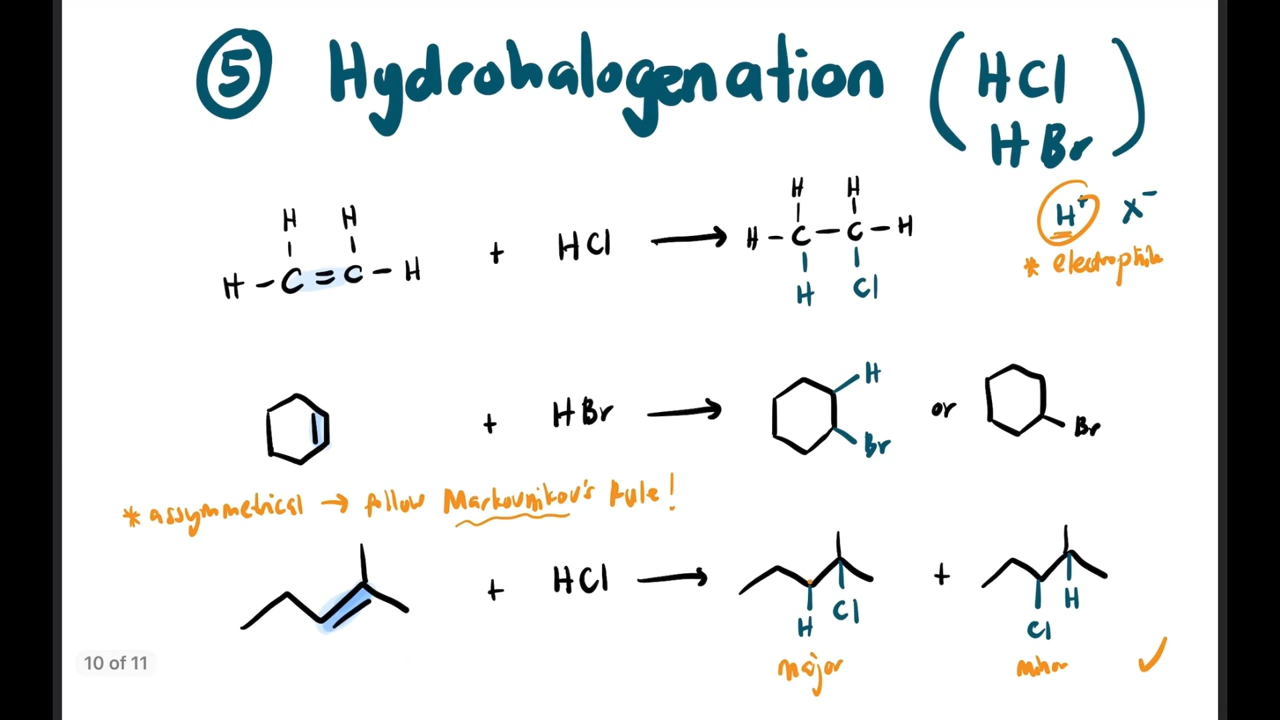 5 Hydrohalogenation (HCl
HBr)
H H
H – C = C – H + HCl →
H H
H – C – C – H
H Cl
H⁺ X⁻
* electrophile
+ HBr → H
Br
or Br
* assymmetrical → follow Markovnikov's Rule!
+ HCl → H Cl + Cl H
major minor ✓
10 of 11